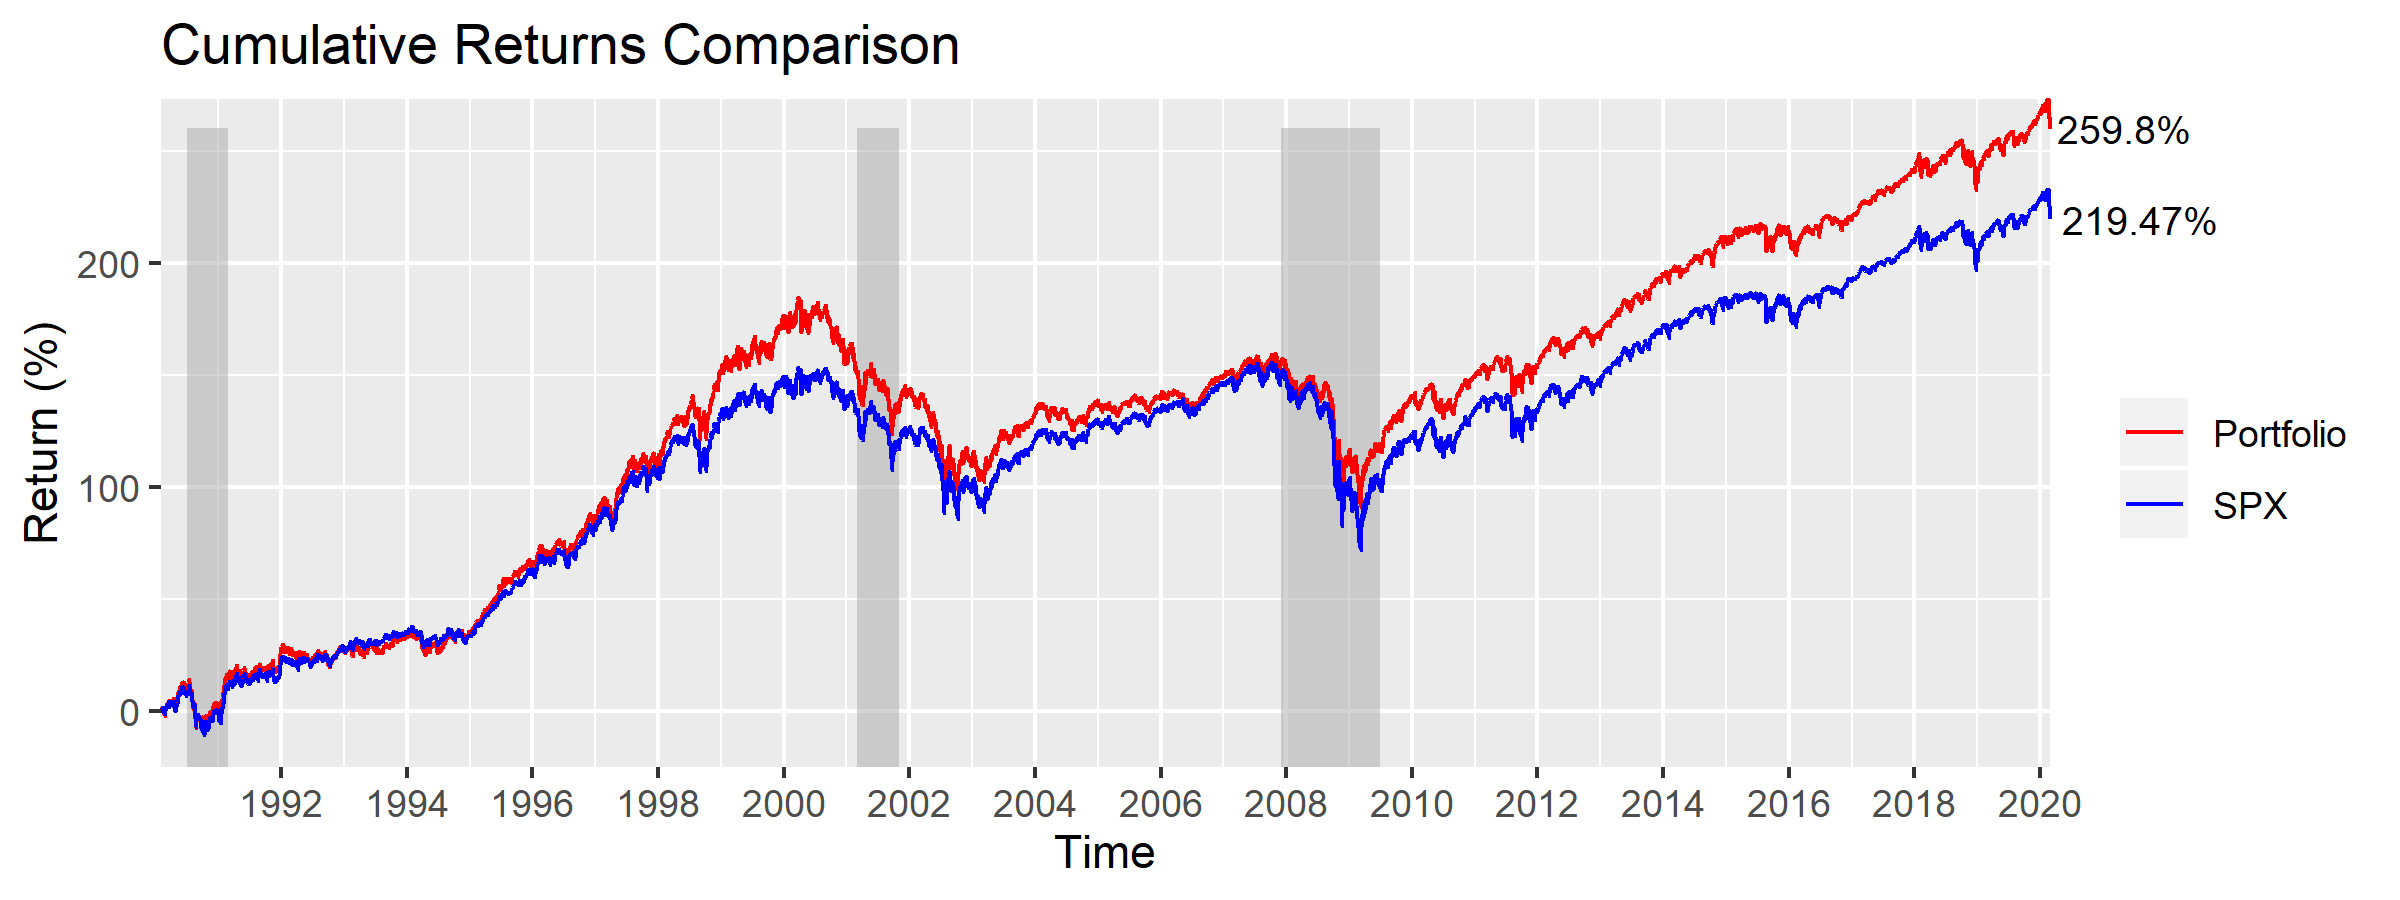 Cumulative Returns Comparison
259.8%
219.47%
200
100
0
Return (%)
Portfolio
SPX
1992 1994 1996 1998 2000 2002 2004 2006 2008 2010 2012 2014 2016 2018 2020
Time